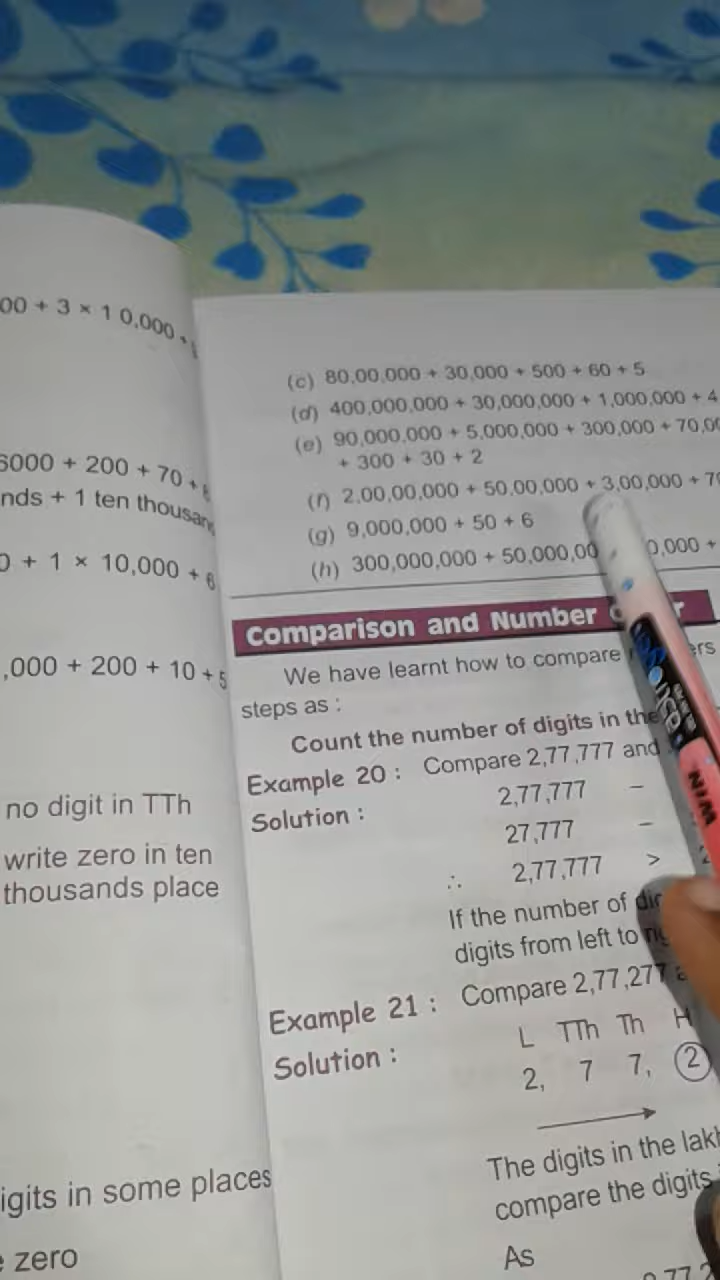 00 + 3 × 1 0,000 +
6000 + 200 + 70 +
nds + 1 ten thousan
0 + 1 × 10,000 + 6
,000 + 200 + 10 + 5
no digit in TTh
write zero in ten
thousands place
igits in some places
zero
(c) 80,00,000 + 30,000 + 500 + 60 + 5
(d) 400,000,000 + 30,000,000 + 1,000,000 + 4
(e) 90,000,000 + 5,000,000 + 300,000 + 70,00
+ 300 + 30 + 2
(f) 2,00,00,000 + 50,00,000 + 3,00,000 + 70
(g) 9,000,000 + 50 + 6
(h) 300,000,000 + 50,000,00 0,000 +
Comparison and Number
We have learnt how to compare
steps as :
Count the number of digits in the
Example 20 : Compare 2,77,777 and
Solution : 2,77,777 –
27,777 –
∴ 2,77,777 > 2
If the number of
digits from left to
Example 21 : Compare 2,77,277
Solution : L TTh Th H
2, 7 7, 2
The digits in the lak
compare the digits
As